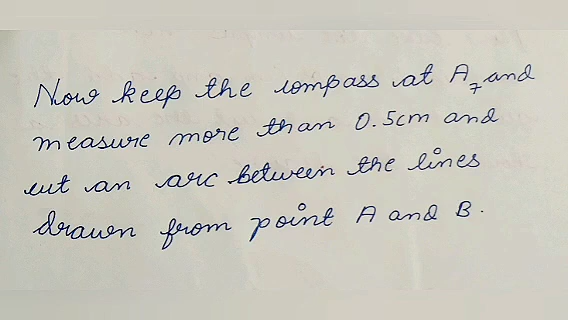 Now keep the compass at A₇ and
measure more than 0.5cm and
cut an arc between the lines
drawn from point A and B.